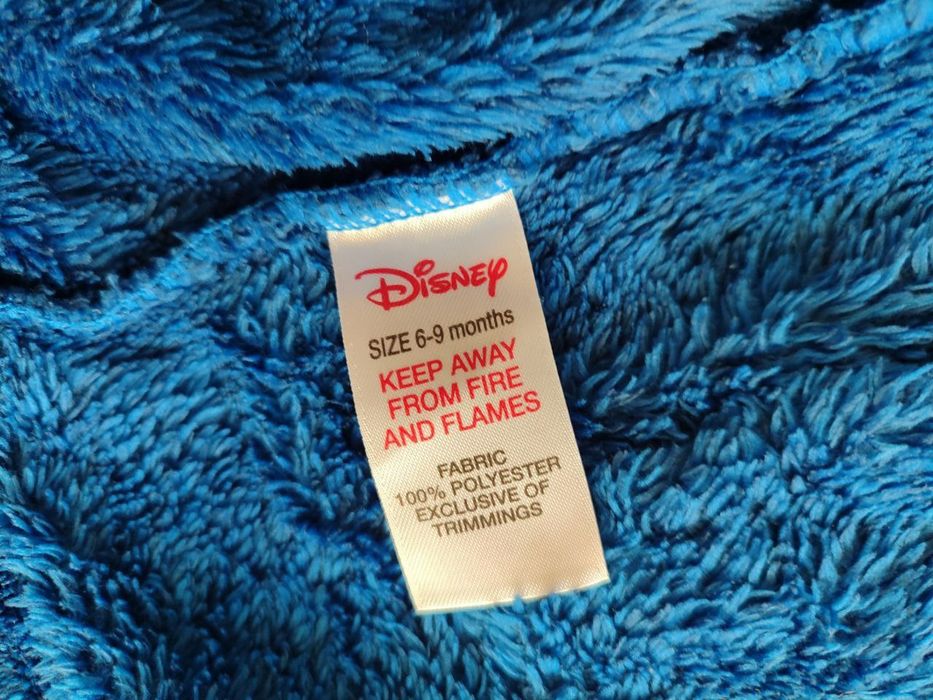 Disney
SIZE 6-9 months
KEEP AWAY
FROM FIRE
AND FLAMES
FABRIC
100% POLYESTER
EXCLUSIVE OF
TRIMMINGS